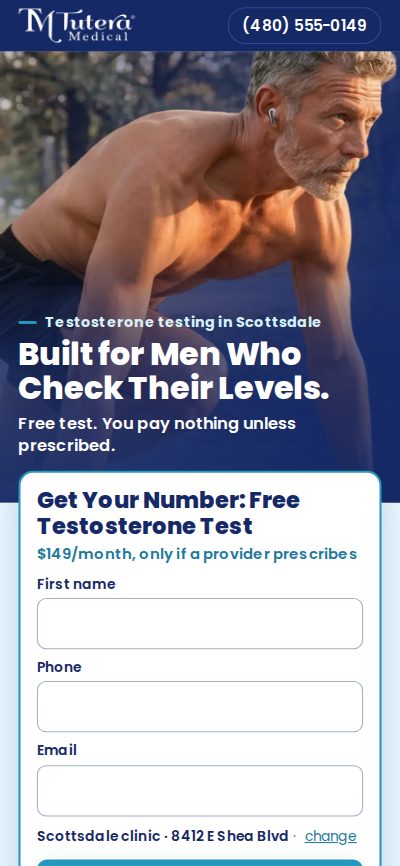 Tutera®
Medical
(480) 555-0149
Testosterone testing in Scottsdale
Built for Men Who
Check Their Levels.
Free test. You pay nothing unless
prescribed.
Get Your Number: Free
Testosterone Test
$149/month, only if a provider prescribes
First name
Phone
Email
Scottsdale clinic · 8412 E Shea Blvd · change